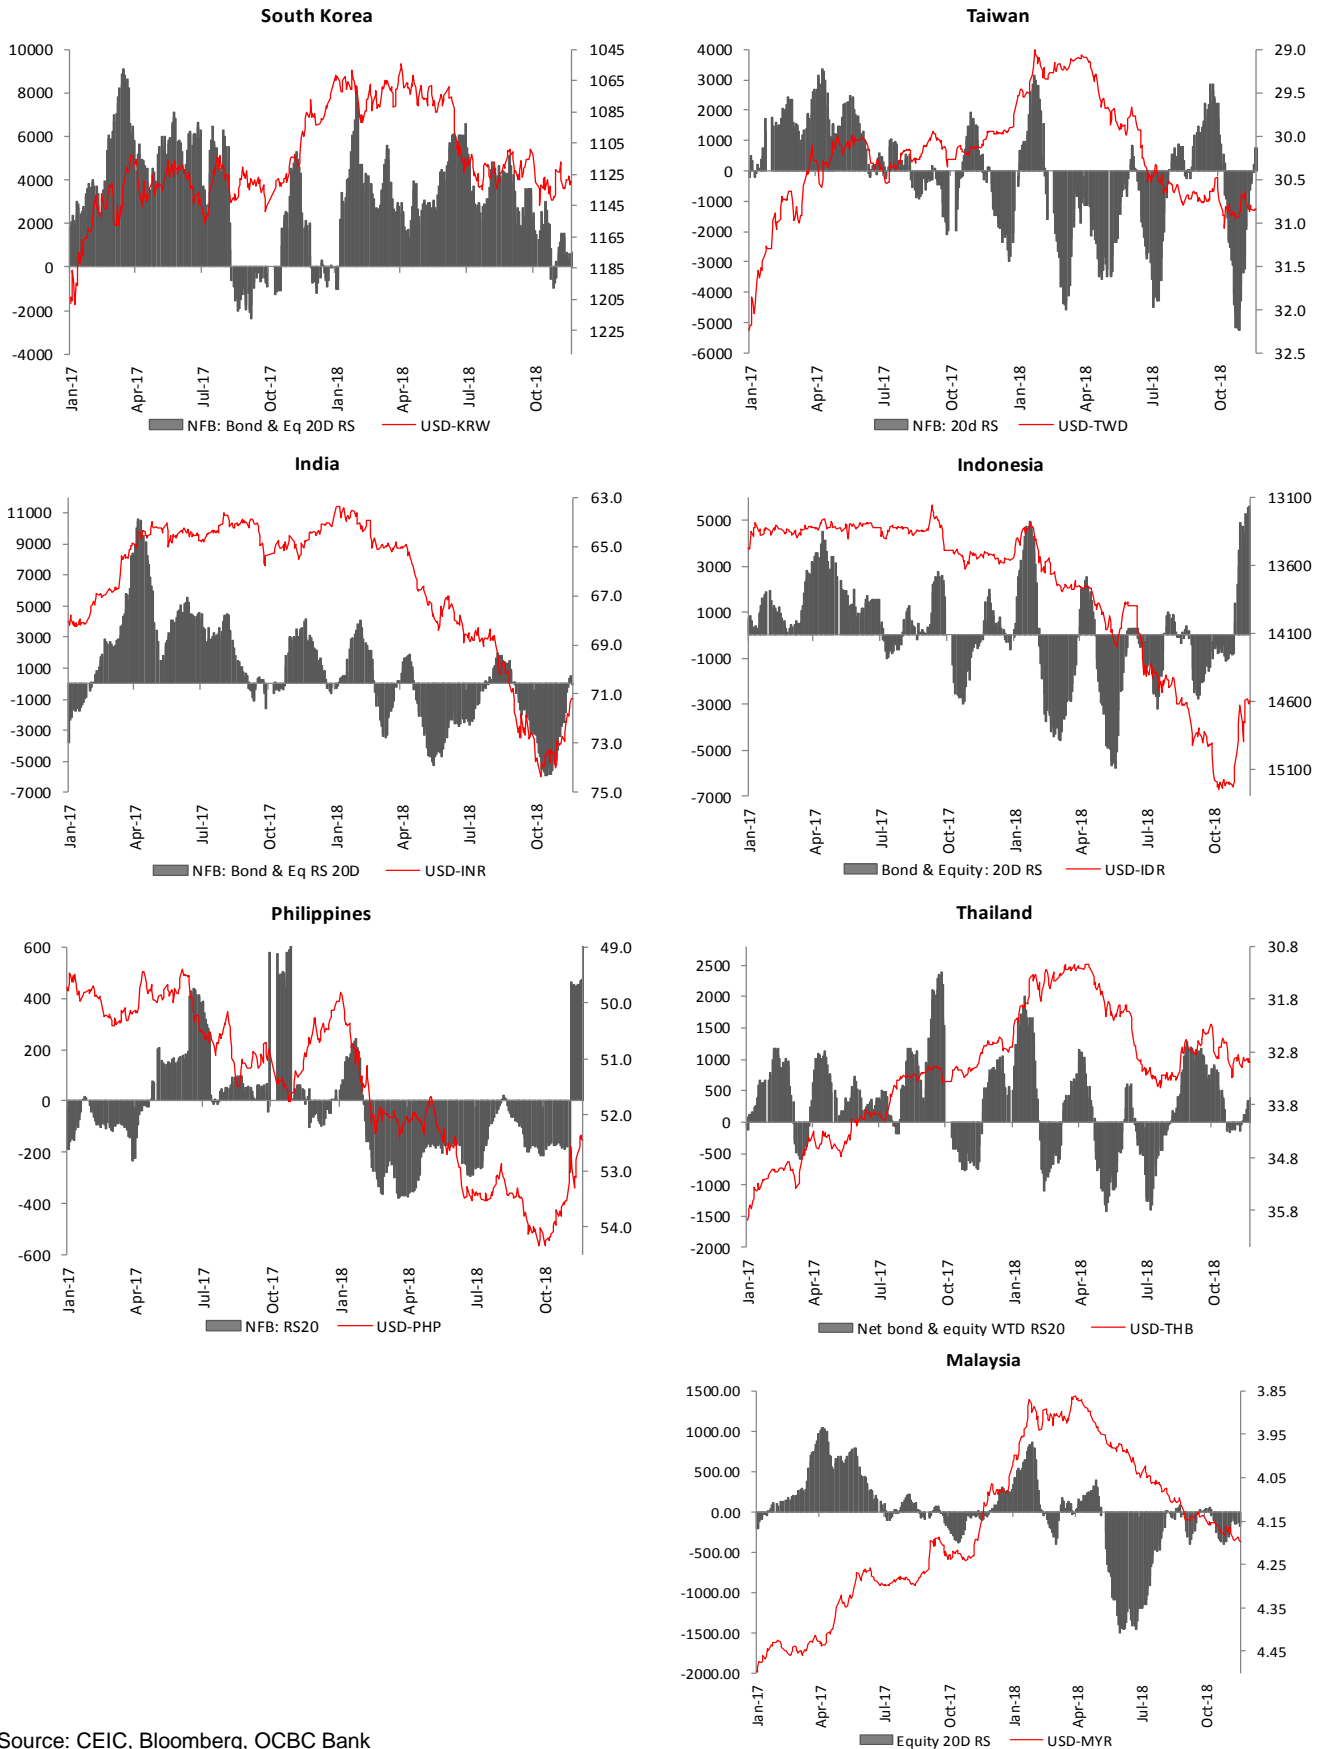 South Korea
10000
8000
6000
4000
2000
0
-2000
-4000
1045
1065
1085
1105
1125
1145
1165
1185
1205
1225
Jan-17
Apr-17
Jul-17
Oct-17
Jan-18
Apr-18
Jul-18
Oct-18
NFB: Bond & Eq 20D RS
USD-KRW
Taiwan
4000
3000
2000
1000
0
-1000
-2000
-3000
-4000
-5000
-6000
29.0
29.5
30.0
30.5
31.0
31.5
32.0
32.5
Jan-17
Apr-17
Jul-17
Oct-17
Jan-18
Apr-18
Jul-18
Oct-18
NFB: 20d RS
USD-TWD
India
11000
9000
7000
5000
3000
1000
-1000
-3000
-5000
-7000
63.0
65.0
67.0
69.0
71.0
73.0
75.0
Jan-17
Apr-17
Jul-17
Oct-17
Jan-18
Apr-18
Jul-18
Oct-18
NFB: Bond & Eq RS 20D
USD-INR
Indonesia
5000
3000
1000
-1000
-3000
-5000
-7000
13100
13600
14100
14600
15100
Jan-17
Apr-17
Jul-17
Oct-17
Jan-18
Apr-18
Jul-18
Oct-18
Bond & Equity: 20D RS
USD-IDR
Philippines
600
400
200
0
-200
-400
-600
49.0
50.0
51.0
52.0
53.0
54.0
Jan-17
Apr-17
Jul-17
Oct-17
Jan-18
Apr-18
Jul-18
Oct-18
NFB: RS20
USD-PHP
Thailand
2500
2000
1500
1000
500
0
-500
-1000
-1500
-2000
30.8
31.8
32.8
33.8
34.8
35.8
Jan-17
Apr-17
Jul-17
Oct-17
Jan-18
Apr-18
Jul-18
Oct-18
Net bond & equity WTD RS20
USD-THB
Malaysia
1500.00
1000.00
500.00
0.00
-500.00
-1000.00
-1500.00
-2000.00
3.85
3.95
4.05
4.15
4.25
4.35
4.45
Jan-17
Apr-17
Jul-17
Oct-17
Jan-18
Apr-18
Jul-18
Oct-18
Equity 20D RS
USD-MYR
Source: CEIC, Bloomberg, OCBC Bank